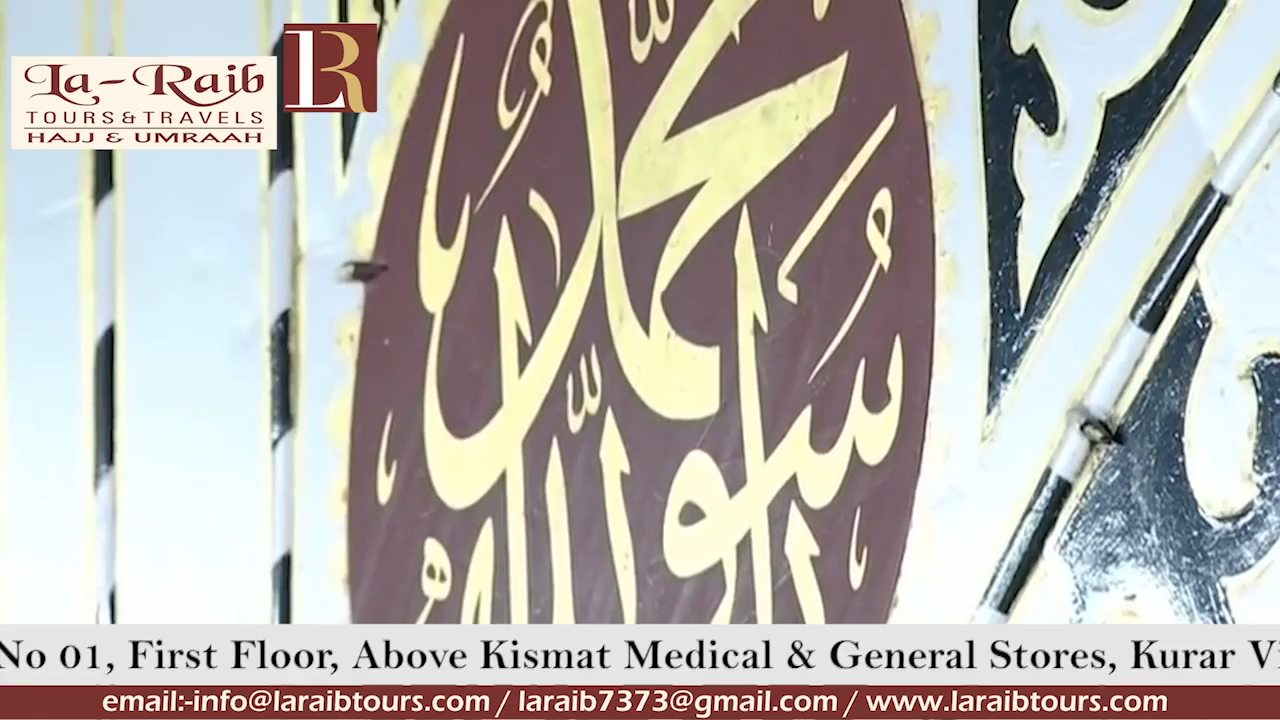 La-Raib
TOURS & TRAVELS
HAJJ & UMRAAH
LR
محمد
رسول
الله
No 01, First Floor, Above Kismat Medical & General Stores, Kurar
email:-info@laraibtours.com / laraib7373@gmail.com / www.laraibtours.com